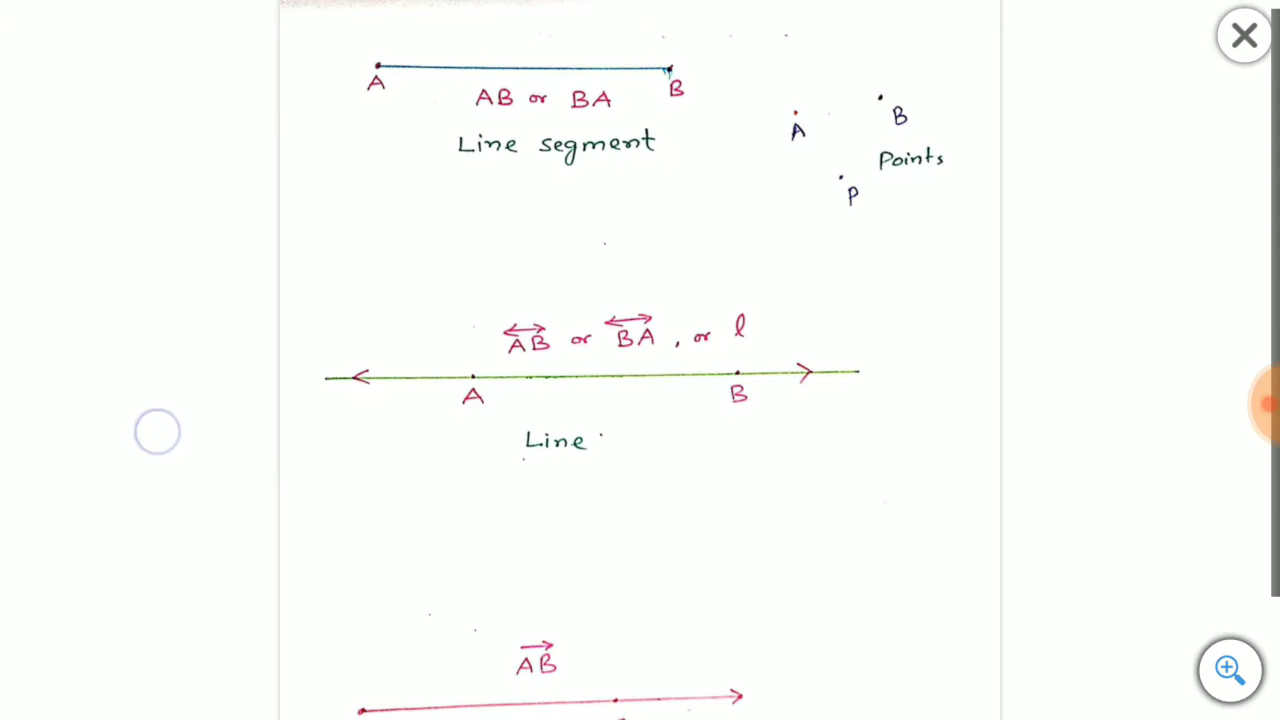 A
B
AB or BA
Line segment
A
B
Points
P
AB or BA, or l
A
B
Line
AB